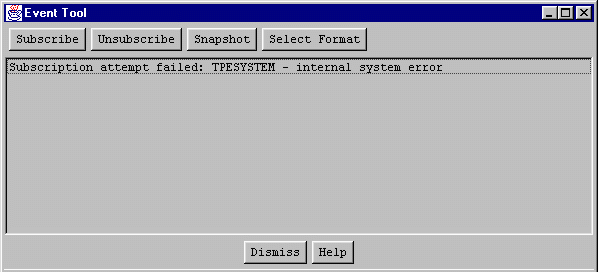 Event Tool
Subscribe Unsubscribe Snapshot Select Format
Subscription attempt failed: TPESYSTEM - internal system error
Dismiss Help